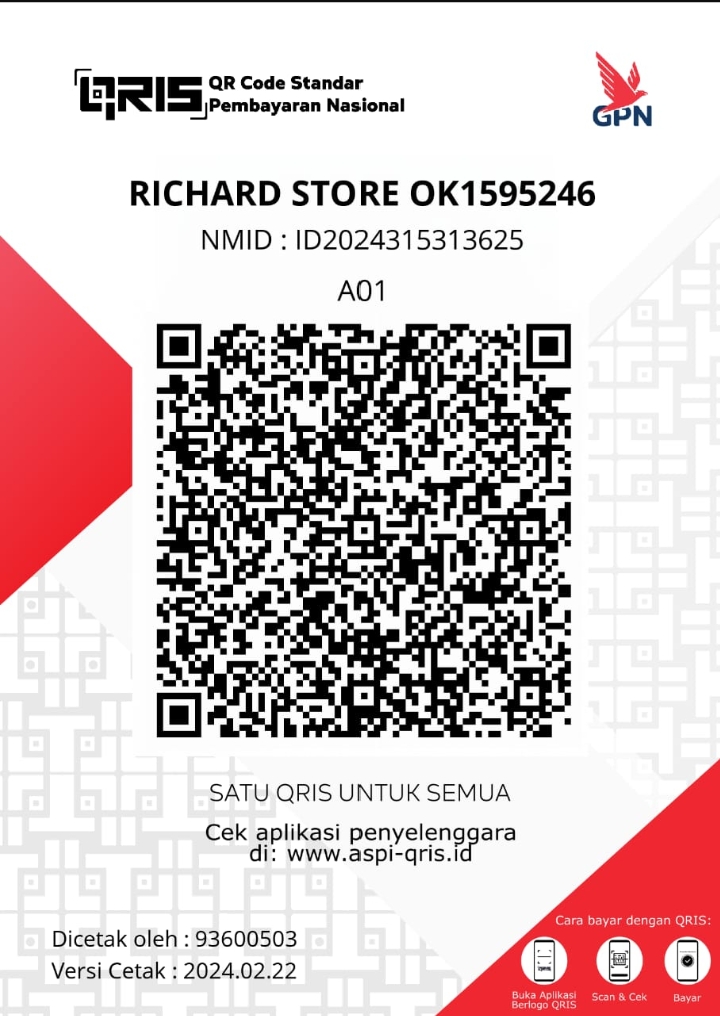 QRIS QR Code Standar
Pembayaran Nasional
GPN
RICHARD STORE OK1595246
NMID : ID2024315313625
A01
SATU QRIS UNTUK SEMUA
Cek aplikasi penyelenggara
di: www.aspi-qris.id
Dicetak oleh : 93600503
Versi Cetak : 2024.02.22
Cara bayar dengan QRIS:
Buka Aplikasi
Berlogo QRIS
Scan & Cek
Bayar